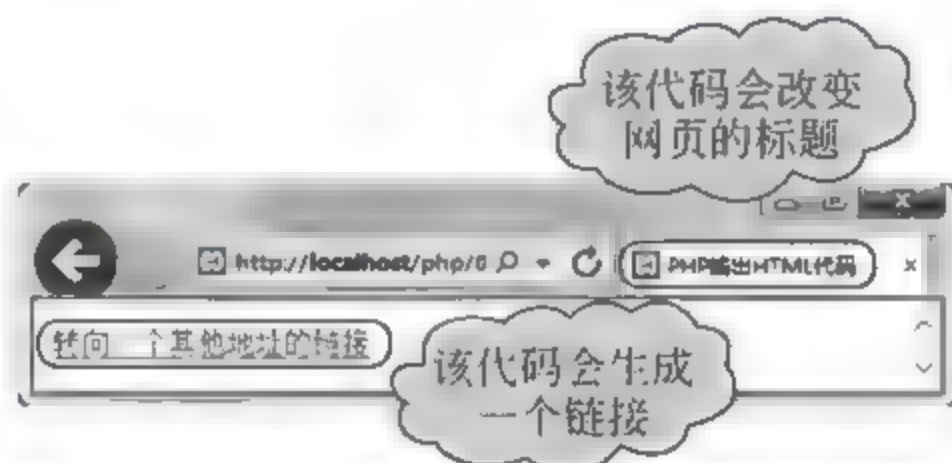 该代码会改变
网页的标题
http://localhost/php/6
PHP输出HTML代码
转向一个其他地址的链接
该代码会生成
一个链接